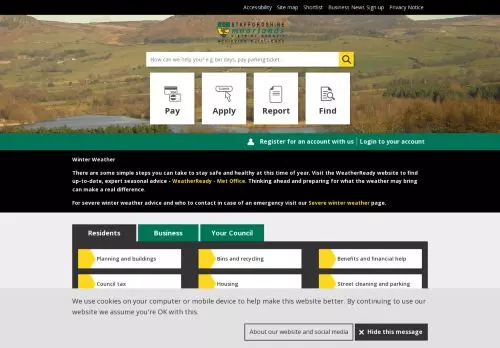 Accessibility Site map Shortlist Business News Sign up Privacy Notice
STAFFORDSHIRE
moorlands
DISTRICT COUNCIL
ACHIEVING EXCELLENCE
How can we help you? e.g. bin days, pay parking ticket...
Pay Apply Report Find
Register for an account with us Login to your account
Winter Weather
There are some simple steps you can take to stay safe and healthy at this time of year. Visit the WeatherReady website to find
up-to-date, expert seasonal advice - WeatherReady - Met Office. Thinking ahead and preparing for what the weather may bring
can make a real difference.
For severe winter weather advice and who to contact in case of an emergency visit our Severe winter weather page.
Residents Business Your Council
Planning and buildings Bins and recycling Benefits and financial help
Council tax Housing Street cleaning and parking
We use cookies on your computer or mobile device to help make this website better. By continuing to use our
website we assume you're OK with this.
About our website and social media X Hide this message